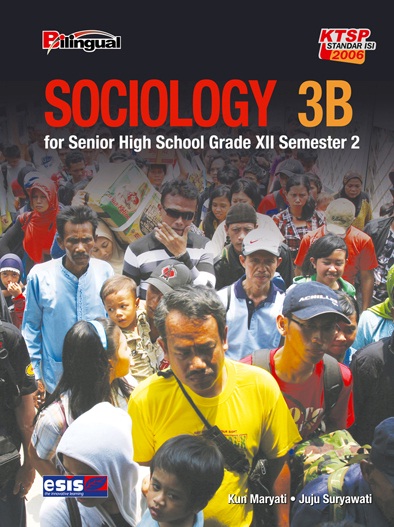 Bilingual
KTSP
STANDAR ISI
2006
SOCIOLOGY 3B
for Senior High School Grade XII Semester 2
esis
the innovative learning
Kun Maryati • Juju Suryawati